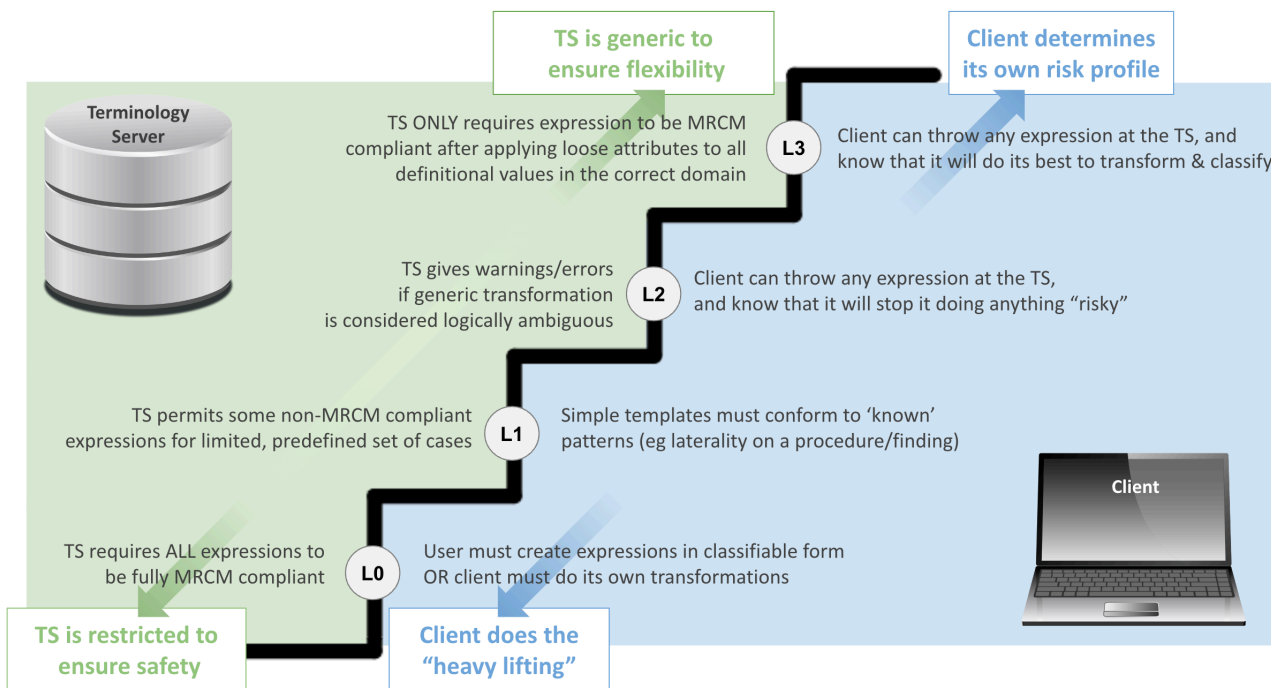 TS is generic to
ensure flexibility
Client determines
its own risk profile
Terminology
Server
TS ONLY requires expression to be MRCM
compliant after applying loose attributes to all
definitional values in the correct domain
L3
Client can throw any expression at the TS, and
know that it will do its best to transform & classify
TS gives warnings/errors
if generic transformation
is considered logically ambiguous
L2
Client can throw any expression at the TS,
and know that it will stop it doing anything “risky”
TS permits some non-MRCM compliant
expressions for limited, predefined set of cases
L1
Simple templates must conform to ‘known’
patterns (eg laterality on a procedure/finding)
Client
TS requires ALL expressions to
be fully MRCM compliant
L0
User must create expressions in classifiable form
OR client must do its own transformations
TS is restricted to
ensure safety
Client does the
“heavy lifting”